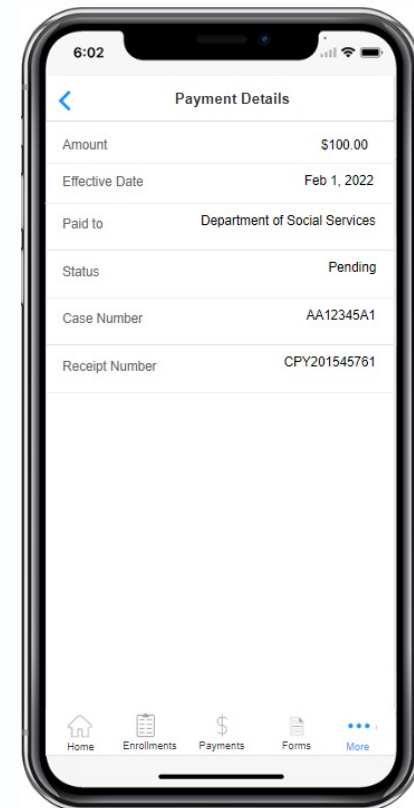 6:02
Payment Details
Amount $100.00
Effective Date Feb 1, 2022
Paid to Department of Social Services
Status Pending
Case Number AA12345A1
Receipt Number CPY201545761
Home Enrollments Payments Forms More